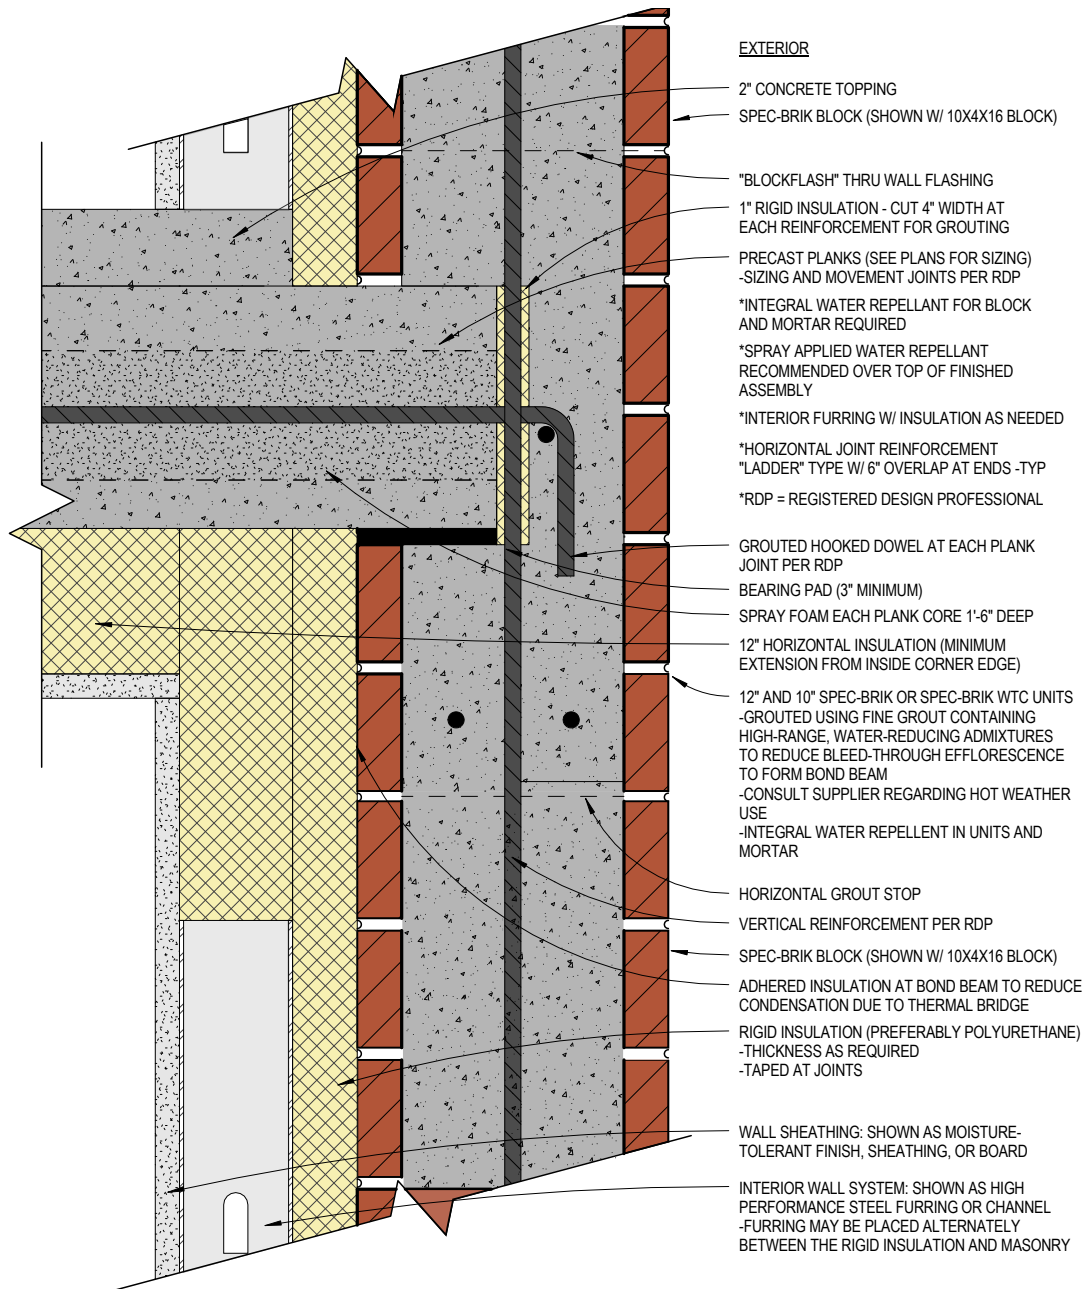 EXTERIOR
2" CONCRETE TOPPING
SPEC-BRIK BLOCK (SHOWN W/ 10X4X16 BLOCK)
"BLOCKFLASH" THRU WALL FLASHING
1" RIGID INSULATION - CUT 4" WIDTH AT
EACH REINFORCEMENT FOR GROUTING
PRECAST PLANKS (SEE PLANS FOR SIZING)
-SIZING AND MOVEMENT JOINTS PER RDP
*INTEGRAL WATER REPELLANT FOR BLOCK
AND MORTAR REQUIRED
*SPRAY APPLIED WATER REPELLANT
RECOMMENDED OVER TOP OF FINISHED
ASSEMBLY
*INTERIOR FURRING W/ INSULATION AS NEEDED
*HORIZONTAL JOINT REINFORCEMENT
"LADDER" TYPE W/ 6" OVERLAP AT ENDS -TYP
*RDP = REGISTERED DESIGN PROFESSIONAL
GROUTED HOOKED DOWEL AT EACH PLANK
JOINT PER RDP
BEARING PAD (3" MINIMUM)
SPRAY FOAM EACH PLANK CORE 1'-6" DEEP
12" HORIZONTAL INSULATION (MINIMUM
EXTENSION FROM INSIDE CORNER EDGE)
12" AND 10" SPEC-BRIK OR SPEC-BRIK WTC UNITS
-GROUTED USING FINE GROUT CONTAINING
HIGH-RANGE, WATER-REDUCING ADMIXTURES
TO REDUCE BLEED-THROUGH EFFLORESCENCE
TO FORM BOND BEAM
-CONSULT SUPPLIER REGARDING HOT WEATHER
USE
-INTEGRAL WATER REPELLENT IN UNITS AND
MORTAR
HORIZONTAL GROUT STOP
VERTICAL REINFORCEMENT PER RDP
SPEC-BRIK BLOCK (SHOWN W/ 10X4X16 BLOCK)
ADHERED INSULATION AT BOND BEAM TO REDUCE
CONDENSATION DUE TO THERMAL BRIDGE
RIGID INSULATION (PREFERABLY POLYURETHANE)
-THICKNESS AS REQUIRED
-TAPED AT JOINTS
WALL SHEATHING: SHOWN AS MOISTURE-
TOLERANT FINISH, SHEATHING, OR BOARD
INTERIOR WALL SYSTEM: SHOWN AS HIGH
PERFORMANCE STEEL FURRING OR CHANNEL
-FURRING MAY BE PLACED ALTERNATELY
BETWEEN THE RIGID INSULATION AND MASONRY